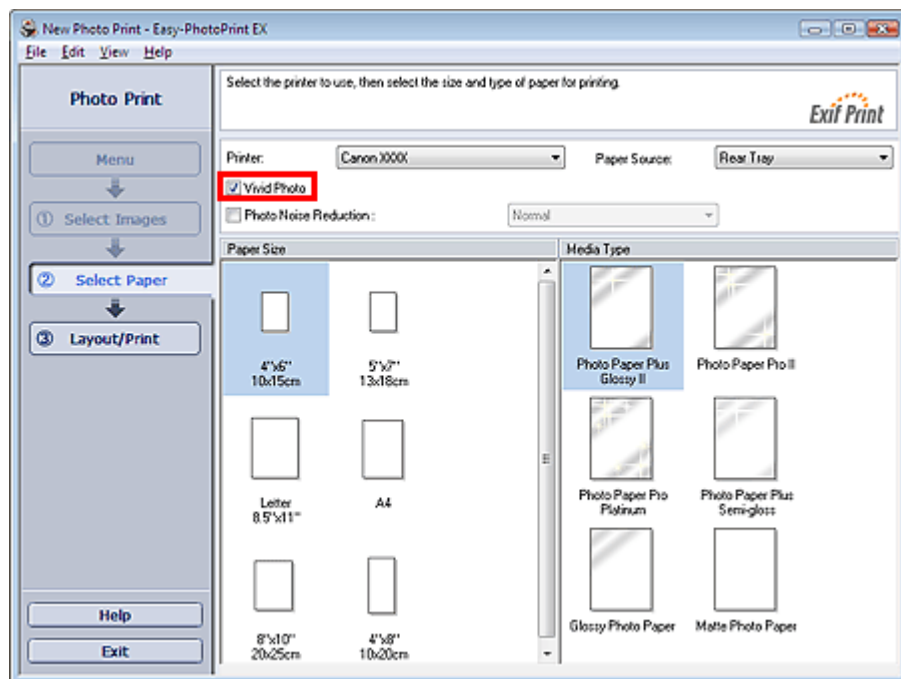 New Photo Print - Easy-PhotoPrint EX
File Edit View Help
Photo Print
Select the printer to use, then select the size and type of paper for printing.
Exif Print
Menu
① Select Images
② Select Paper
③ Layout/Print
Help
Exit
Printer: Canon XXXX Paper Source: Rear Tray
Vivid Photo
Photo Noise Reduction : Normal
Paper Size
4"x6"
10x15cm
5"x7"
13x18cm
Letter
8.5"x11"
A4
8"x10"
20x25cm
4"x8"
10x20cm
Media Type
Photo Paper Plus
Glossy II
Photo Paper Pro II
Photo Paper Pro
Platinum
Photo Paper Plus
Semi-gloss
Glossy Photo Paper
Matte Photo Paper